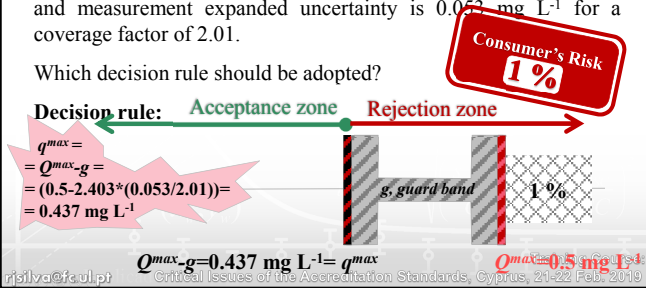 and measurement expanded uncertainty is 0.053 mg L⁻¹ for a
coverage factor of 2.01.
Consumer's Risk
1 %
Which decision rule should be adopted?
Decision rule: Acceptance zone Rejection zone
qᵐᵃˣ =
= Qᵐᵃˣ-g =
= (0.5-2.403*(0.053/2.01))=
= 0.437 mg L⁻¹
g, guard band
1 %
Qᵐᵃˣ-g=0.437 mg L⁻¹= qᵐᵃˣ
Qᵐᵃˣ=0.5 mg L⁻¹
rjsilva@fc.ul.pt
Critical Issues of the Accreditation Standards, Cyprus, 21-22 Feb. 2019